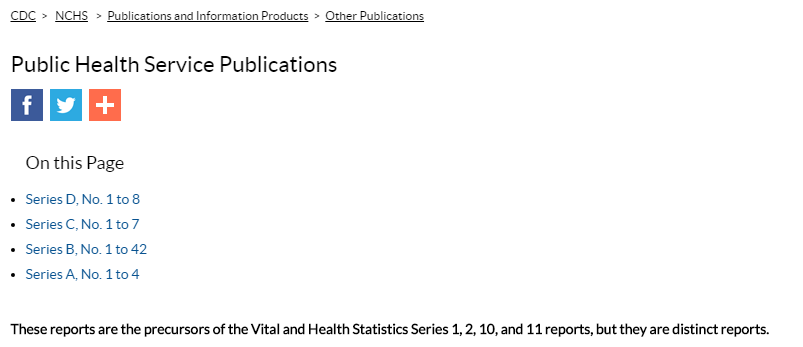 CDC > NCHS > Publications and Information Products > Other Publications
Public Health Service Publications
On this Page
Series D, No. 1 to 8
Series C, No. 1 to 7
Series B, No. 1 to 42
Series A, No. 1 to 4
These reports are the precursors of the Vital and Health Statistics Series 1, 2, 10, and 11 reports, but they are distinct reports.